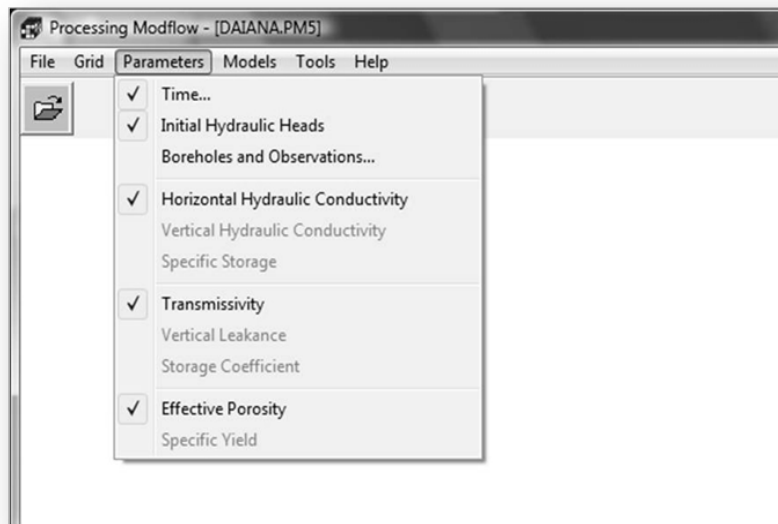 Processing Modflow - [DAIANA.PM5]
File Grid Parameters Models Tools Help
Time...
Initial Hydraulic Heads
Boreholes and Observations...
Horizontal Hydraulic Conductivity
Vertical Hydraulic Conductivity
Specific Storage
Transmissivity
Vertical Leakance
Storage Coefficient
Effective Porosity
Specific Yield